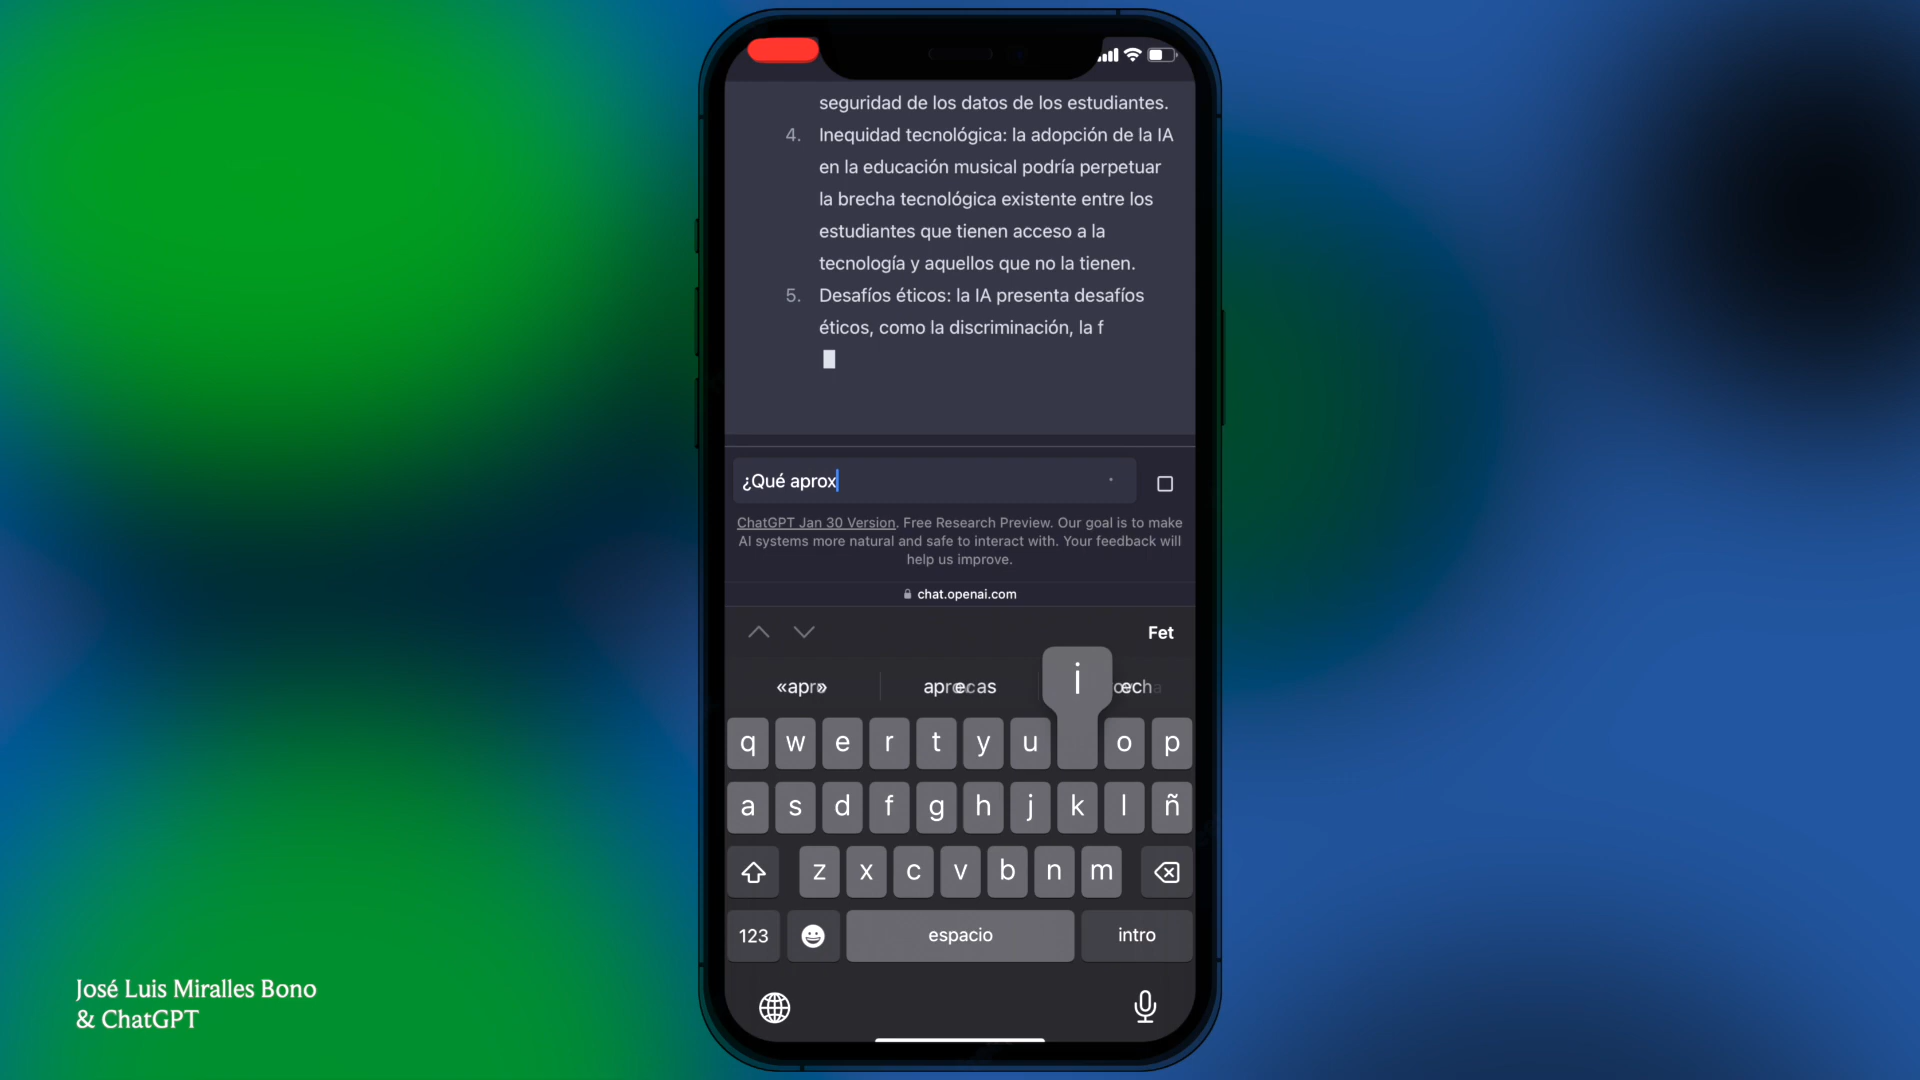 seguridad de los datos de los estudiantes.
4. Inequidad tecnológica: la adopción de la IA
en la educación musical podría perpetuar
la brecha tecnológica existente entre los
estudiantes que tienen acceso a la
tecnología y aquellos que no la tienen.
5. Desafíos éticos: la IA presenta desafíos
éticos, como la discriminación, la f
¿Qué aprox
ChatGPT Jan 30 Version. Free Research Preview. Our goal is to make
AI systems more natural and safe to interact with. Your feedback will
help us improve.
chat.openai.com
Fet
i
q w e r t y u o p
a s d f g h j k l ñ
z x c v b n m
123 espacio intro
José Luis Miralles Bono
& ChatGPT